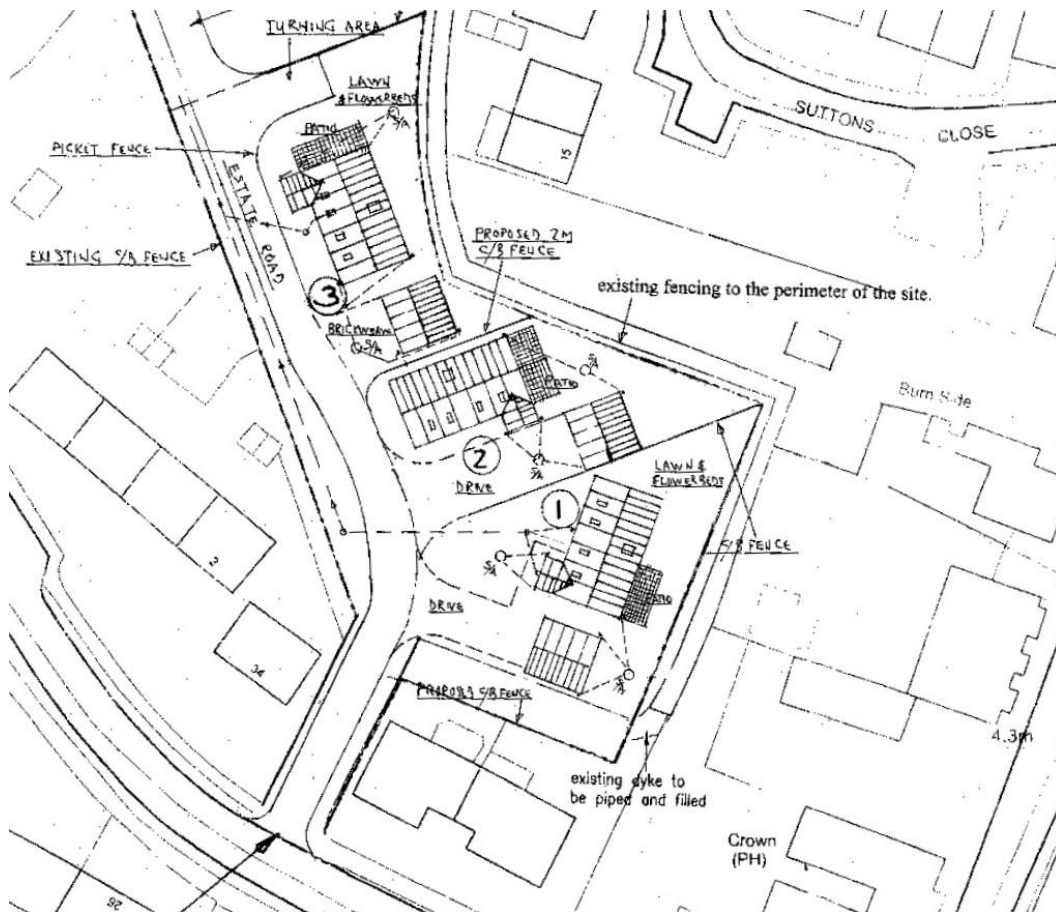 TURNING AREA
LAWN
& FLOWERBEDS
S/A
PATIO
PICKET FENCE
ESTATE ROAD
EXISTING C/B FENCE
SUTTONS CLOSE
15
PROPOSED 2M
C/B FENCE
existing fencing to the perimeter of the site.
3
BRICKWEAVE
S/A
S/A
PATIO
Burn Side
2
DRIVE
S/A
LAWN &
FLOWERBEDS
1
C/B FENCE
2
S/A
DRIVE
PATIO
34
S/A
PROPOSED C/B FENCE
4.3m
existing dyke to
be piped and filled
Crown
(PH)
26